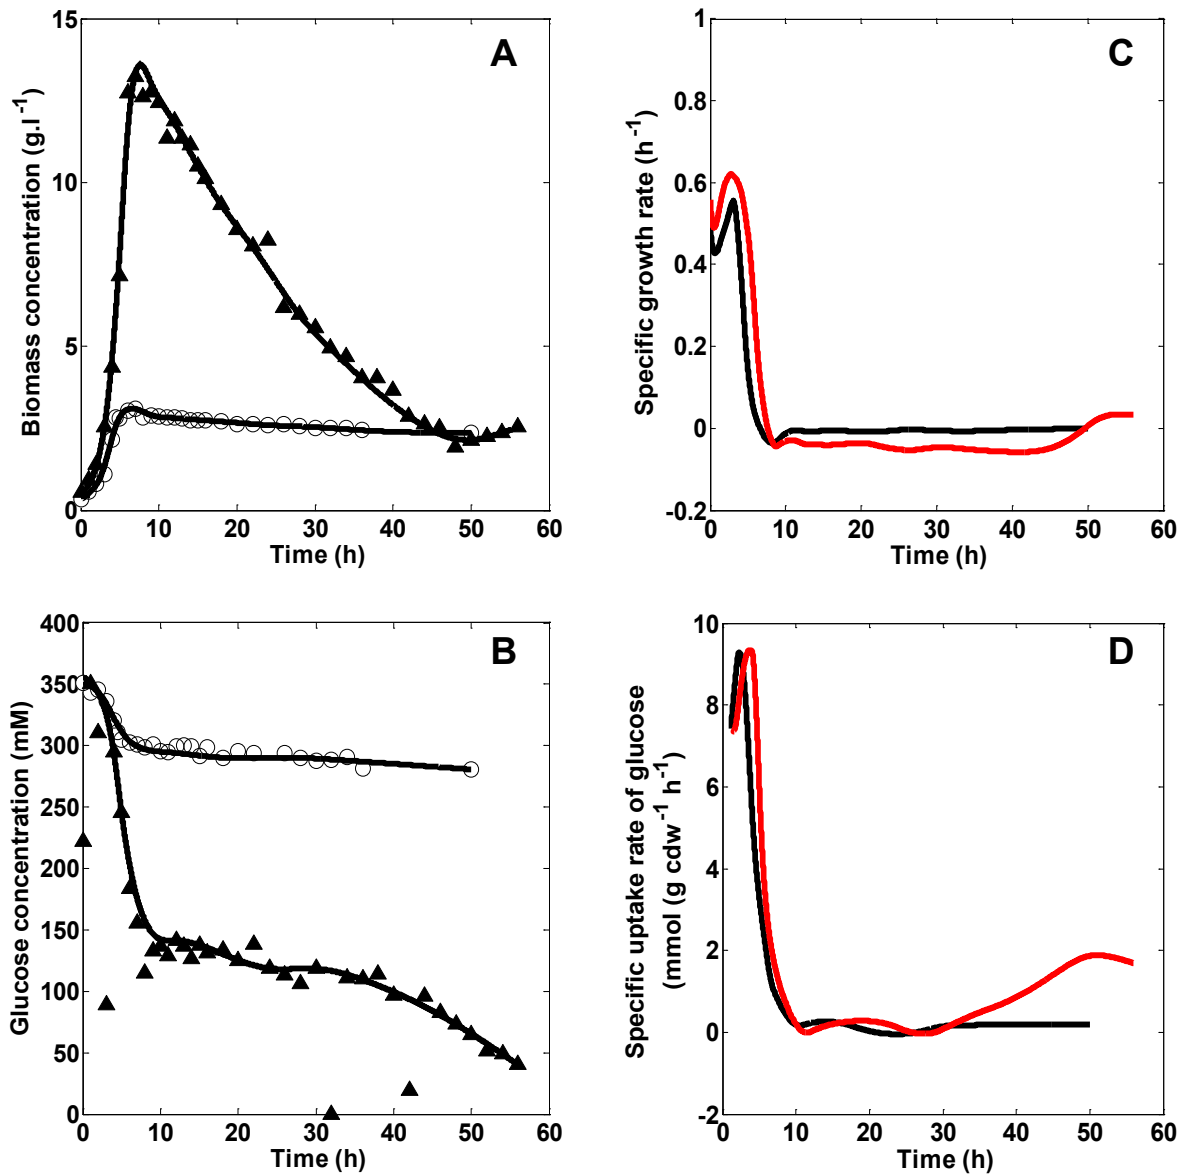 A
Biomass concentration (g.l⁻¹)
15
10
5
0
0 10 20 30 40 50 60
Time (h)
C
Specific growth rate (h⁻¹)
1
0.8
0.6
0.4
0.2
0
-0.2
0 10 20 30 40 50 60
Time (h)
B
Glucose concentration (mM)
400
350
300
250
200
150
100
50
0
0 10 20 30 40 50 60
Time (h)
D
Specific uptake rate of glucose
(mmol (g cdw⁻¹ h⁻¹)
10
8
6
4
2
0
-2
0 10 20 30 40 50 60
Time (h)